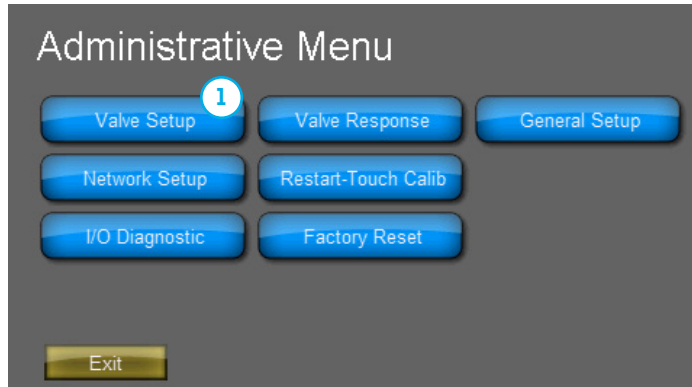 Administrative Menu
1
Valve Setup Valve Response General Setup
Network Setup Restart-Touch Calib
I/O Diagnostic Factory Reset
Exit